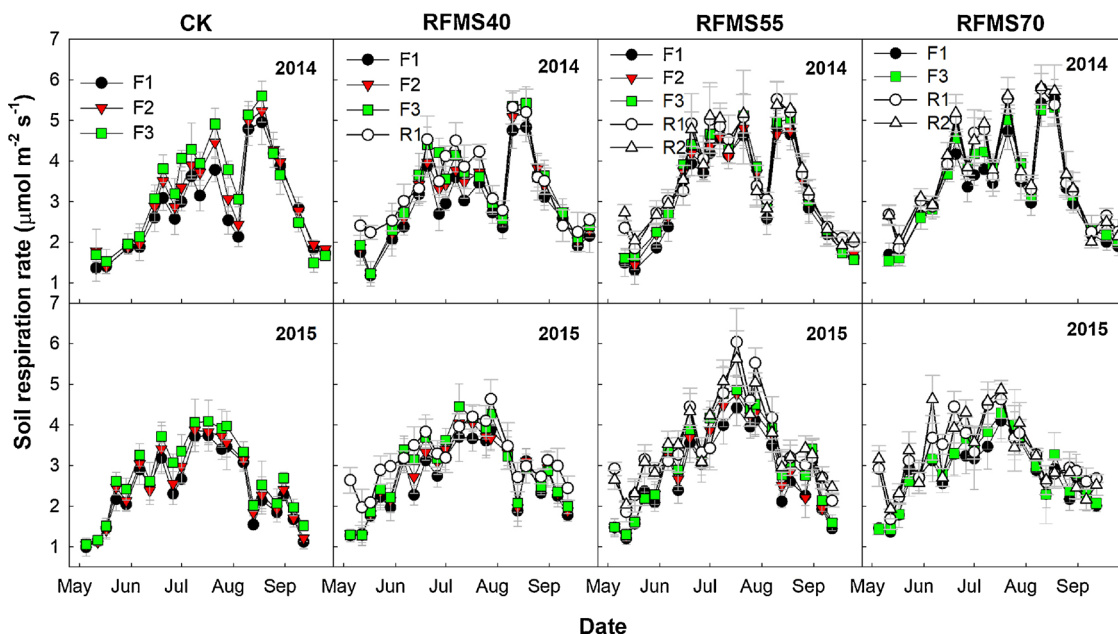 CK RFMS40 RFMS55 RFMS70
7 6 5 4 3 2 1
F1
F2
F3
2014
F1
F2
F3
R1
2014
F1
F2
F3
R1
R2
2014
F1
F3
R1
R2
2014
Soil respiration rate (μmol m-2 s-1)
7 6 5 4 3 2 1
2015 2015 2015 2015
May Jun Jul Aug Sep May Jun Jul Aug Sep May Jun Jul Aug Sep May Jun Jul Aug Sep
Date